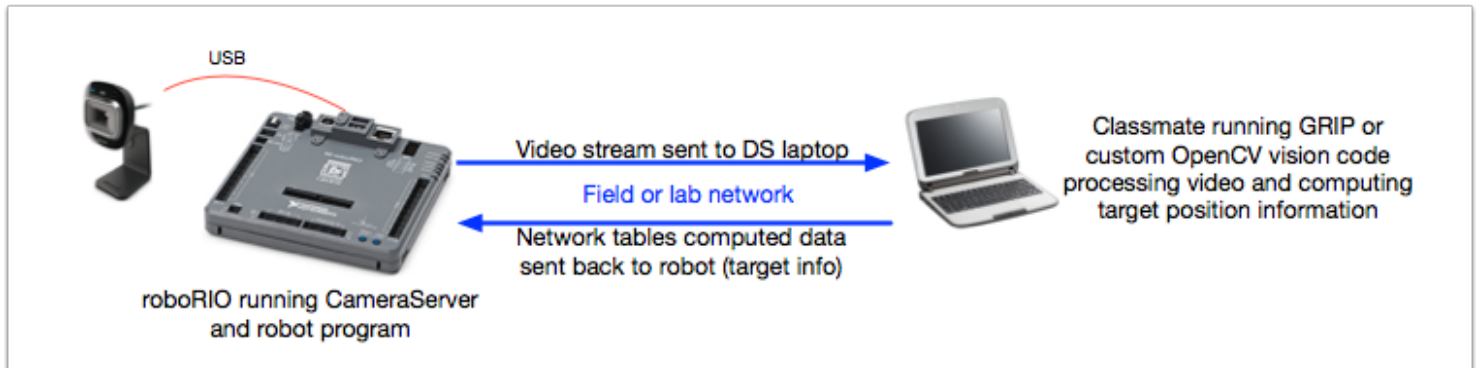 USB
Video stream sent to DS laptop
Field or lab network
Network tables computed data
sent back to robot (target info)
roboRIO running CameraServer
and robot program
Classmate running GRIP or
custom OpenCV vision code
processing video and computing
target position information